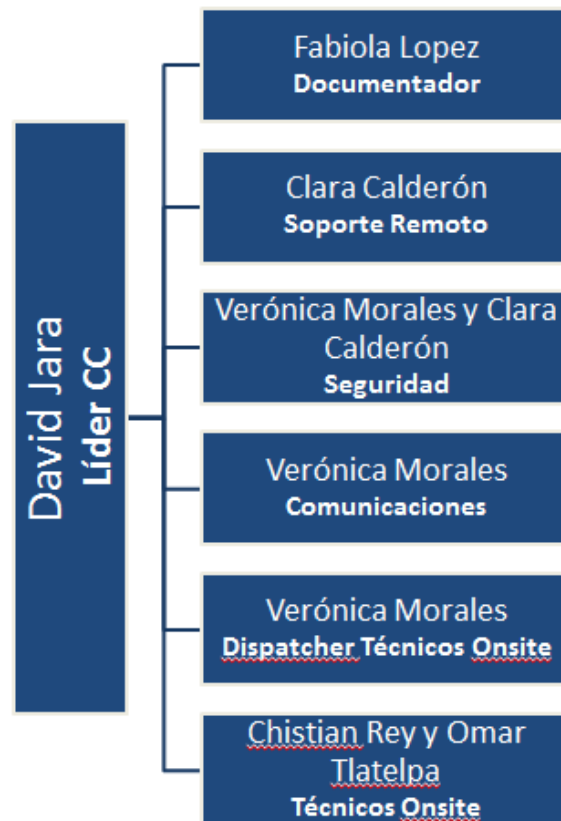 David Jara
Líder CC
Fabiola Lopez
Documentador
Clara Calderón
Soporte Remoto
Verónica Morales y Clara
Calderón
Seguridad
Verónica Morales
Comunicaciones
Verónica Morales
Dispatcher Técnicos Onsite
Chistian Rey y Omar
Tlatelpa
Técnicos Onsite